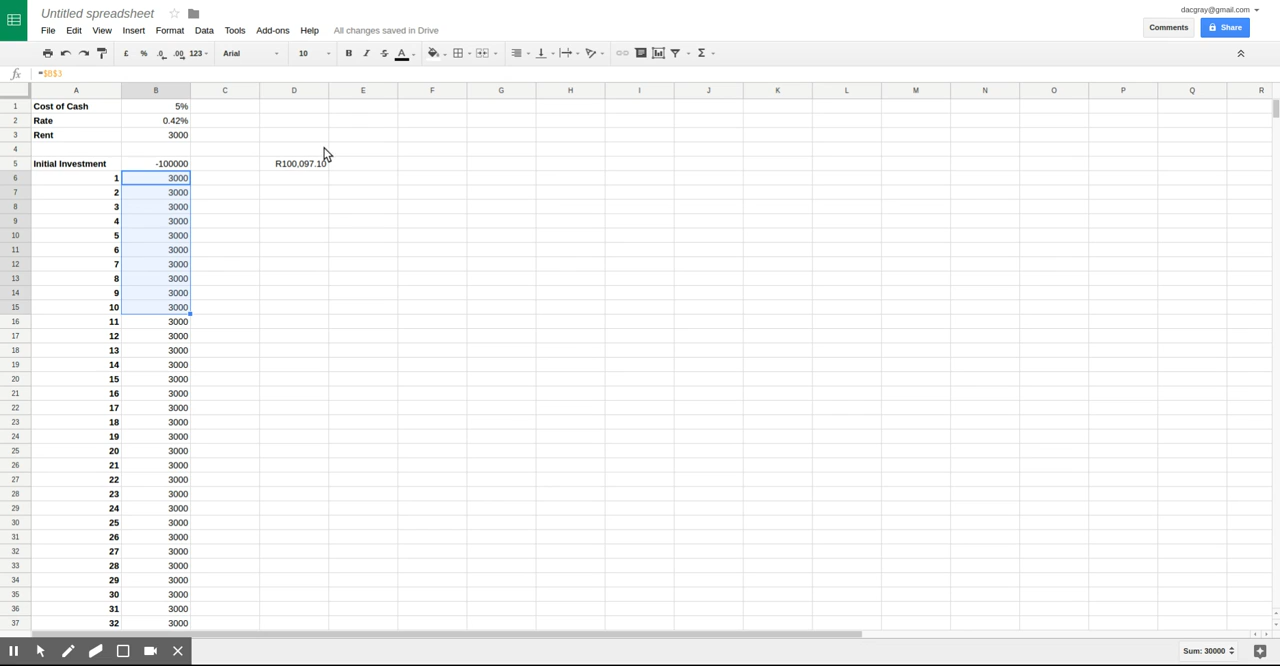 Untitled spreadsheet
dacgray@gmail.com
File Edit View Insert Format Data Tools Add-ons Help All changes saved in Drive
Comments Share
£ % .0 .00 123 Arial 10 B I S A Σ
fx =$B$3
A B C D E F G H I J K L M N O P Q R
1 Cost of Cash 5%
2 Rate 0.42%
3 Rent 3000
4
5 Initial Investment -100000 R100,097.10
6 1 3000
7 2 3000
8 3 3000
9 4 3000
10 5 3000
11 6 3000
12 7 3000
13 8 3000
14 9 3000
15 10 3000
16 11 3000
17 12 3000
18 13 3000
19 14 3000
20 15 3000
21 16 3000
22 17 3000
23 18 3000
24 19 3000
25 20 3000
26 21 3000
27 22 3000
28 23 3000
29 24 3000
30 25 3000
31 26 3000
32 27 3000
33 28 3000
34 29 3000
35 30 3000
36 31 3000
37 32 3000
Sum: 30000